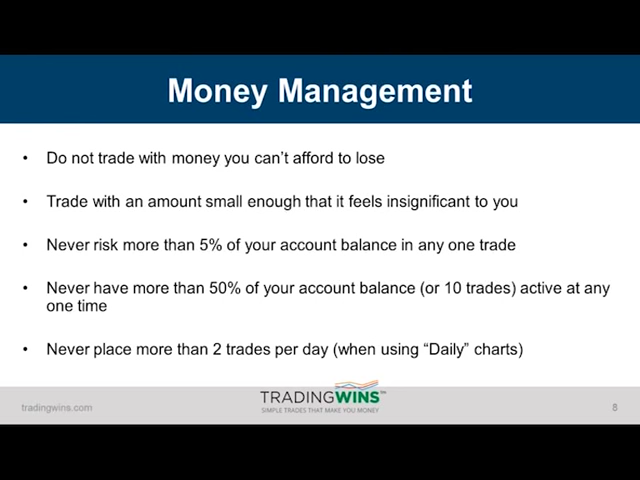 Money Management
• Do not trade with money you can’t afford to lose
• Trade with an amount small enough that it feels insignificant to you
• Never risk more than 5% of your account balance in any one trade
• Never have more than 50% of your account balance (or 10 trades) active at any
one time
• Never place more than 2 trades per day (when using “Daily” charts)
tradingwins.com
TRADINGWINS™
SIMPLE TRADES THAT MAKE YOU MONEY
8